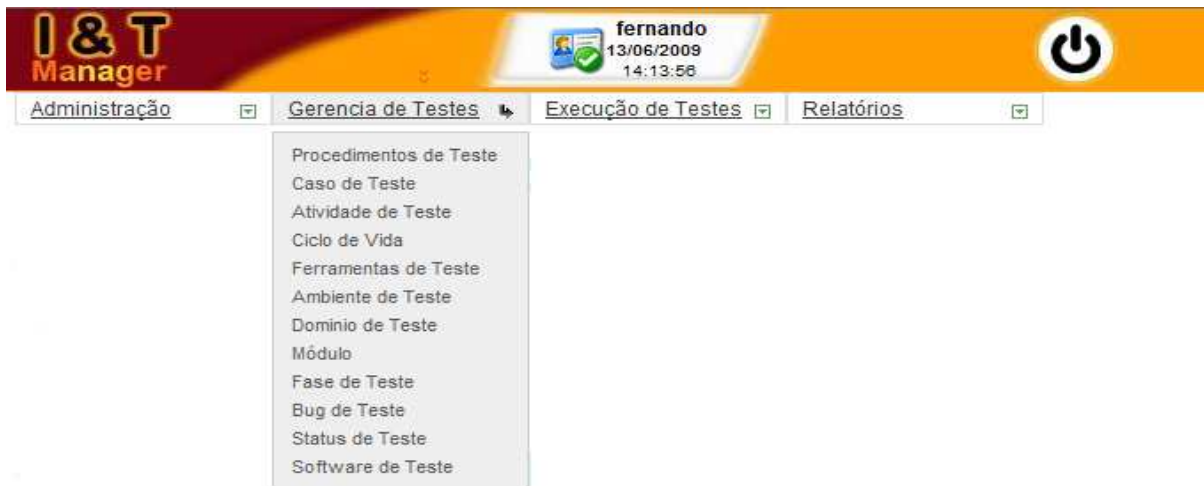 I & T
Manager
fernando
13/06/2009
14:13:56
Administração Gerencia de Testes Execução de Testes Relatórios
Procedimentos de Teste
Caso de Teste
Atividade de Teste
Ciclo de Vida
Ferramentas de Teste
Ambiente de Teste
Dominio de Teste
Módulo
Fase de Teste
Bug de Teste
Status de Teste
Software de Teste